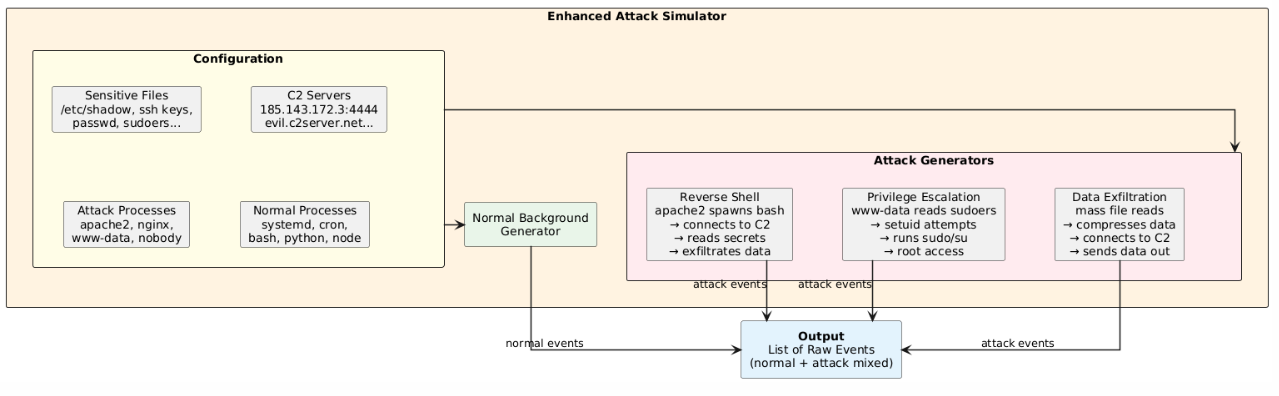 Enhanced Attack Simulator
Configuration
Sensitive Files
/etc/shadow, ssh keys,
passwd, sudoers...
C2 Servers
185.143.172.3:4444
evil.c2server.net...
Attack Processes
apache2, nginx,
www-data, nobody
Normal Processes
systemd, cron,
bash, python, node
Normal Background
Generator
Attack Generators
Reverse Shell
apache2 spawns bash
→ connects to C2
→ reads secrets
→ exfiltrates data
Privilege Escalation
www-data reads sudoers
→ setuid attempts
→ runs sudo/su
→ root access
Data Exfiltration
mass file reads
→ compresses data
→ connects to C2
→ sends data out
attack events
attack events
normal events
attack events
Output
List of Raw Events
(normal + attack mixed)